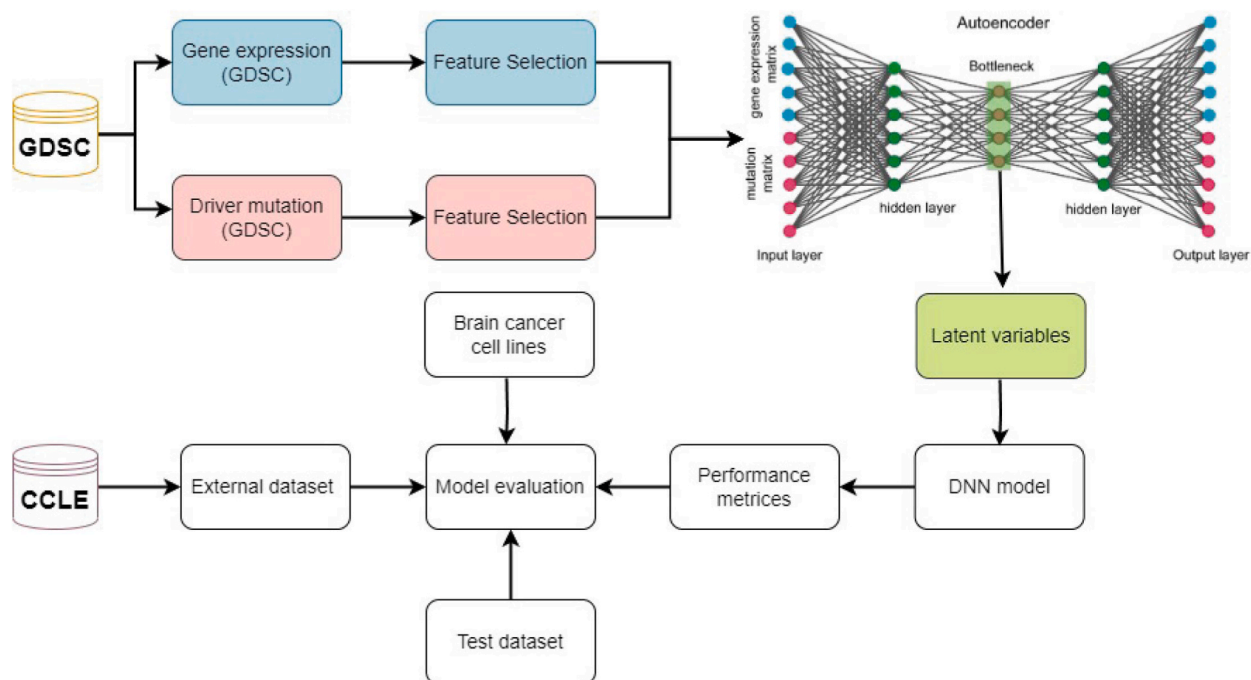 Gene expression
(GDSC)
Feature Selection
GDSC
Driver mutation
(GDSC)
Feature Selection
Autoencoder
Bottleneck
gene expression
matrix
mutation
matrix
hidden layer
hidden layer
Input layer
Output layer
Latent variables
Brain cancer
cell lines
CCLE
External dataset
Model evaluation
Performance
metrices
DNN model
Test dataset